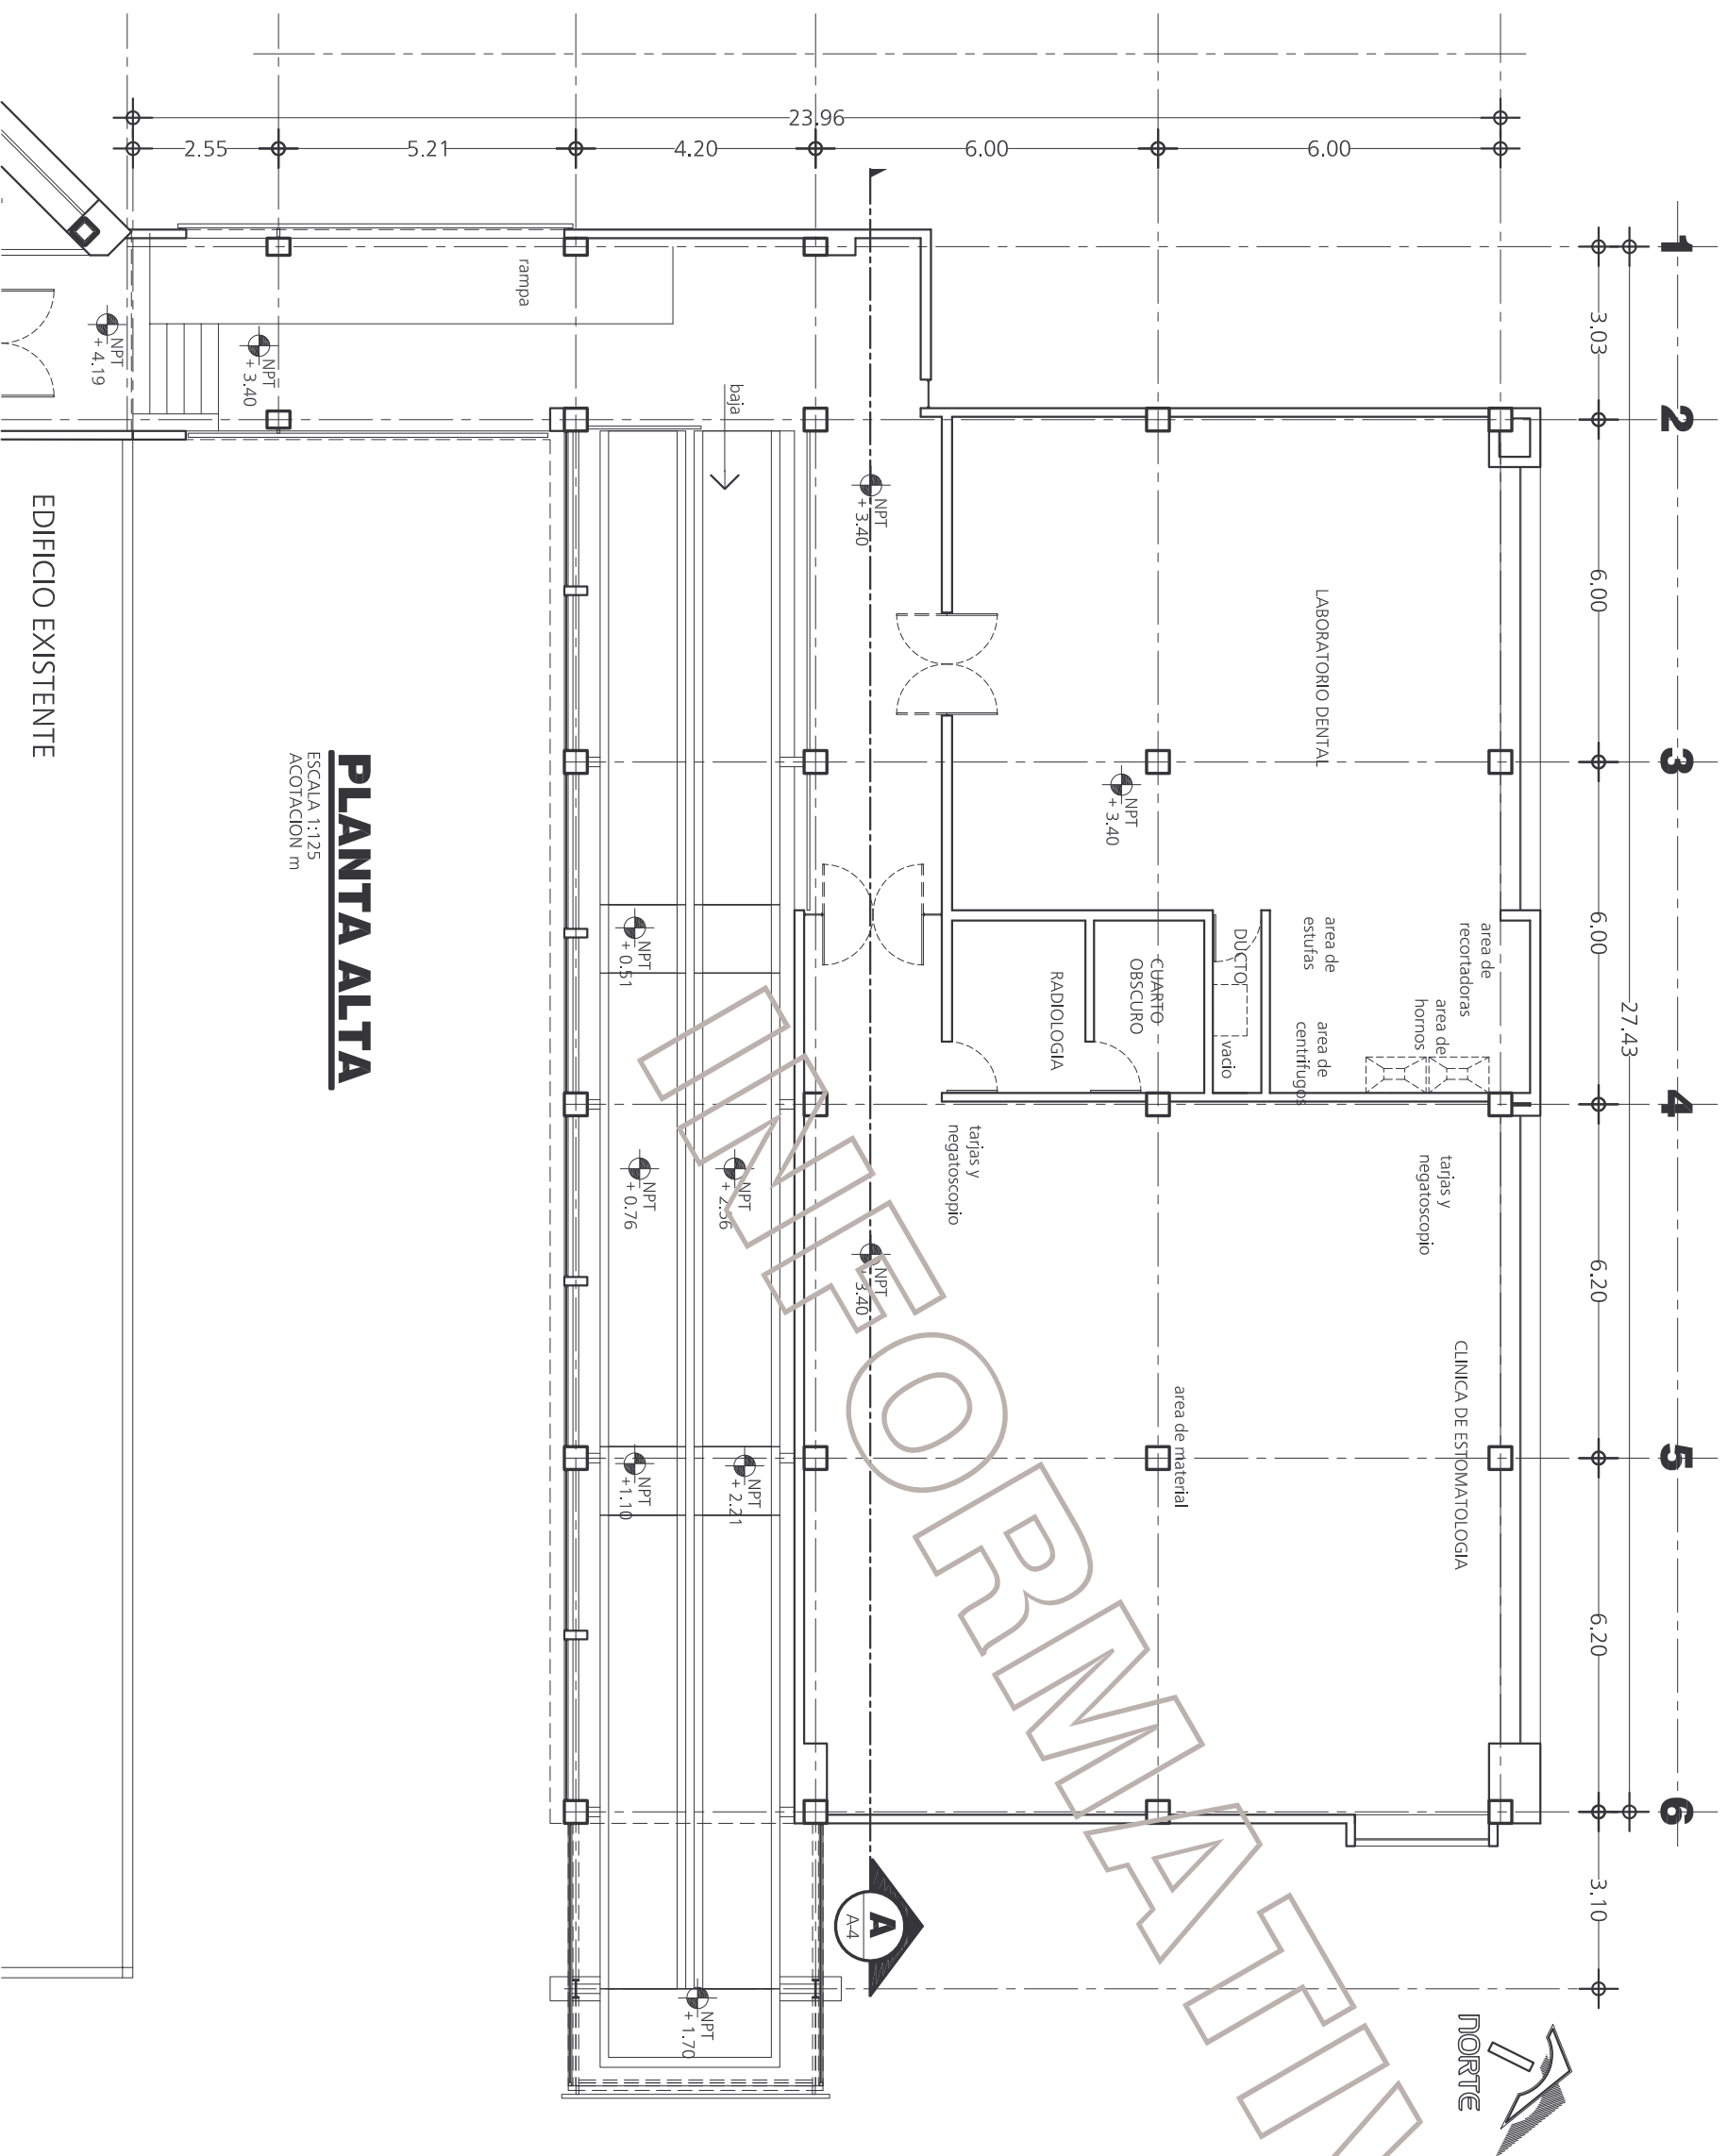 1
2
3
4
5
6
3.03
6.00
6.00
6.20
6.20
3.10
27.43
23.96
2.55
5.21
4.20
6.00
6.00
LABORATORIO DENTAL
area de
recortadoras
area de
hornos
area de
estufas
area de
centrifugos
DUCTO
vacio
CUARTO
OBSCURO
RADIOLOGIA
NPT
+ 3.40
CLINICA DE ESTOMATOLOGIA
tarjas y
negatoscopio
area de material
tarjas y
negatoscopio
NPT
+ 3.40
NPT
+ 3.40
baja
rampa
NPT
+ 3.40
NPT
+ 4.19
NPT
+ 0.51
NPT
+ 0.76
NPT
+ 2.56
NPT
+1.10
NPT
+ 2.21
NPT
+ 1.70
A
A-4
NORTE
PLANTA ALTA
ESCALA 1:125
ACOTACION m
EDIFICIO EXISTENTE